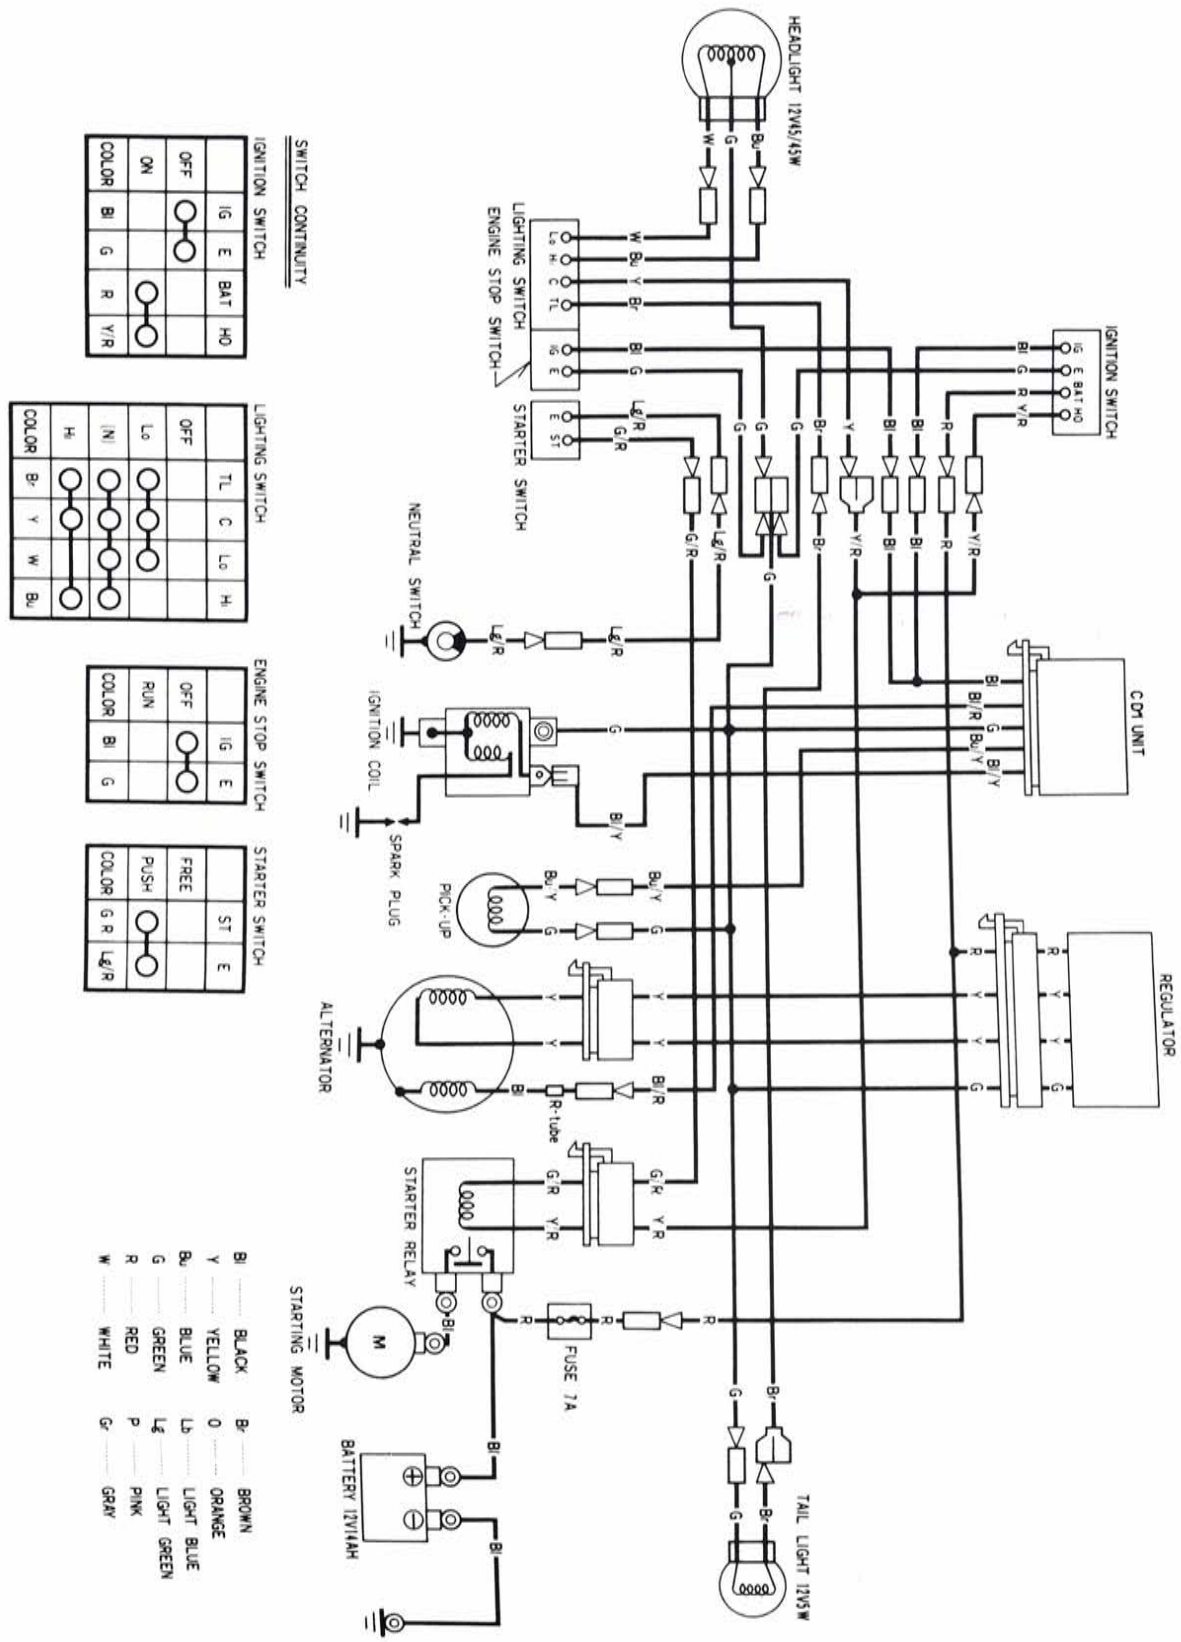 HEADLIGHT 12V45/45W
W
G
Bu
LIGHTING SWITCH
ENGINE STOP SWITCH
Lo
Hi
C
TL
IG
E
W
Bu
Y
Br
Bl
G
STARTER SWITCH
E
ST
Lg/R
G/R
IGNITION SWITCH
IG
E
BAT
HO
Bl
G
R
Y/R
G
G
G
Br
Y
Bl
Bl
R
G/R
Lg/R
G
Br
Y/R
Bl
Bl
R
Y/R
NEUTRAL SWITCH
Lg/R
Lg/R
IGNITION COIL
G
Bl/Y
SPARK PLUG
CDI UNIT
Bl
Bl/R
G
Bu/Y
Bl/Y
PICK-UP
Bu/Y
Bu/Y
G
G
ALTERNATOR
Y
Y
Y
Y
Bl
R-tube
Bl/R
REGULATOR
R
R
Y
Y
Y
Y
G
G
STARTER RELAY
G/R
G/R
Y/R
Y/R
Bl
STARTING MOTOR
M
R
R
R
FUSE 7A
Bl
BATTERY 12V14AH
+
−
Bl
G
Br
G
Br
TAIL LIGHT 12V5W
SWITCH CONTINUITY
IGNITION SWITCH
IG E BAT HO
OFF
ON
COLOR Bl G R Y/R
LIGHTING SWITCH
TL C Lo Hi
OFF
Lo
(N)
Hi
COLOR Br Y W Bu
ENGINE STOP SWITCH
IG E
OFF
RUN
COLOR Bl G
STARTER SWITCH
ST E
FREE
PUSH
COLOR G R Lg/R
Bl BLACK Br BROWN
Y YELLOW O ORANGE
Bu BLUE Lb LIGHT BLUE
G GREEN Lg LIGHT GREEN
R RED P PINK
W WHITE Gr GRAY